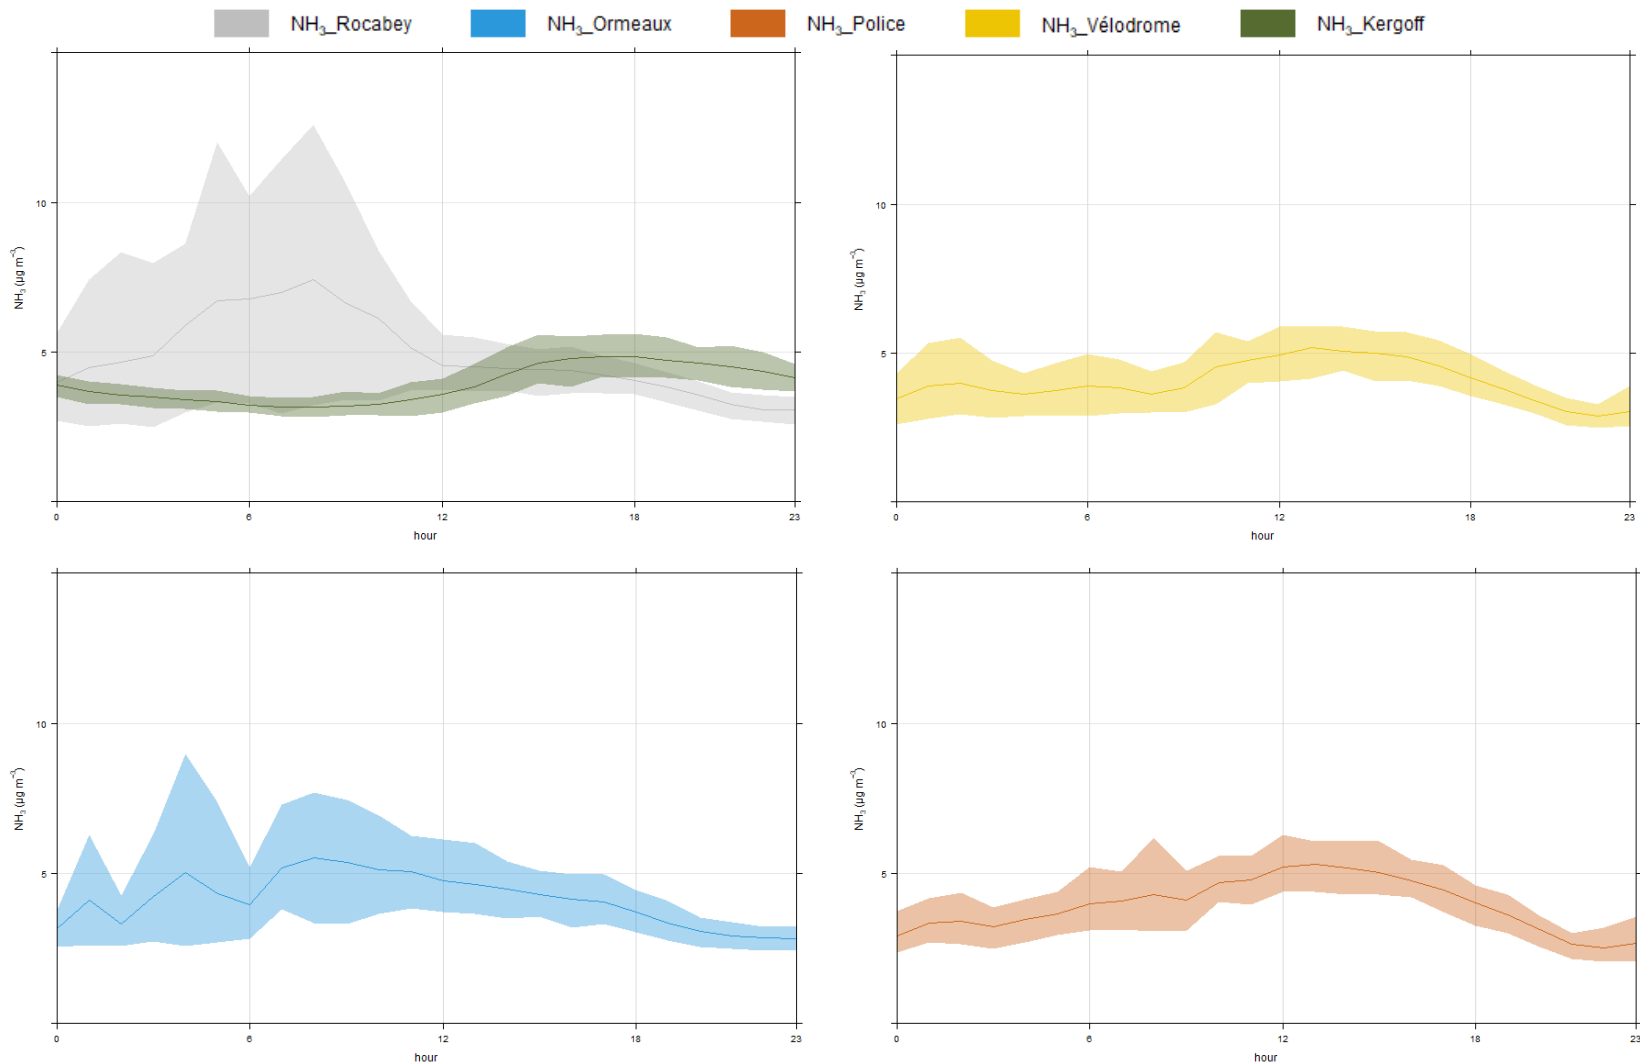 NH₃_Rocabey NH₃_Ormeaux NH₃_Police NH₃_Vélodrome NH₃_Kergoff
NH₃ (µg m⁻³)
10
5
0 6 12 18 23
hour
NH₃ (µg m⁻³)
10
5
0 6 12 18 23
hour
NH₃ (µg m⁻³)
10
5
0 6 12 18 23
hour
NH₃ (µg m⁻³)
10
5
0 6 12 18 23
hour